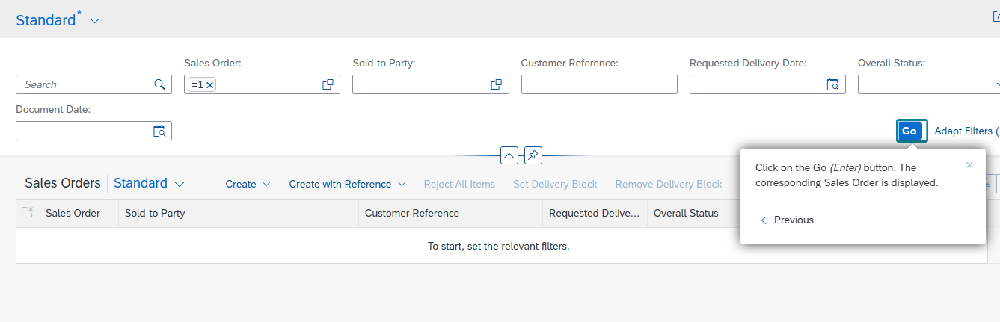 Standard*
Sales Order:
Sold-to Party:
Customer Reference:
Requested Delivery Date:
Overall Status:
Search
=1
Document Date:
Go
Adapt Filters (
Click on the Go (Enter) button. The
corresponding Sales Order is displayed.
Previous
Sales Orders
Standard
Create
Create with Reference
Reject All Items
Set Delivery Block
Remove Delivery Block
Sales Order
Sold-to Party
Customer Reference
Requested Delive...
Overall Status
To start, set the relevant filters.